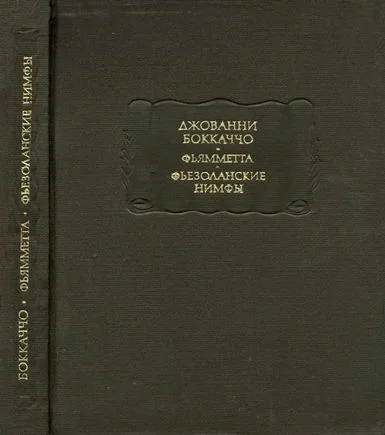 БОККАЧЧО • ФЬЯММЕТТА • ФЬЕЗОЛАНСКИЕ НИМФЫ
ДЖОВАННИ
БОККАЧЧО
•
ФЬЯММЕТТА
•
ФЬЕЗОЛАНСКИЕ
НИМФЫ